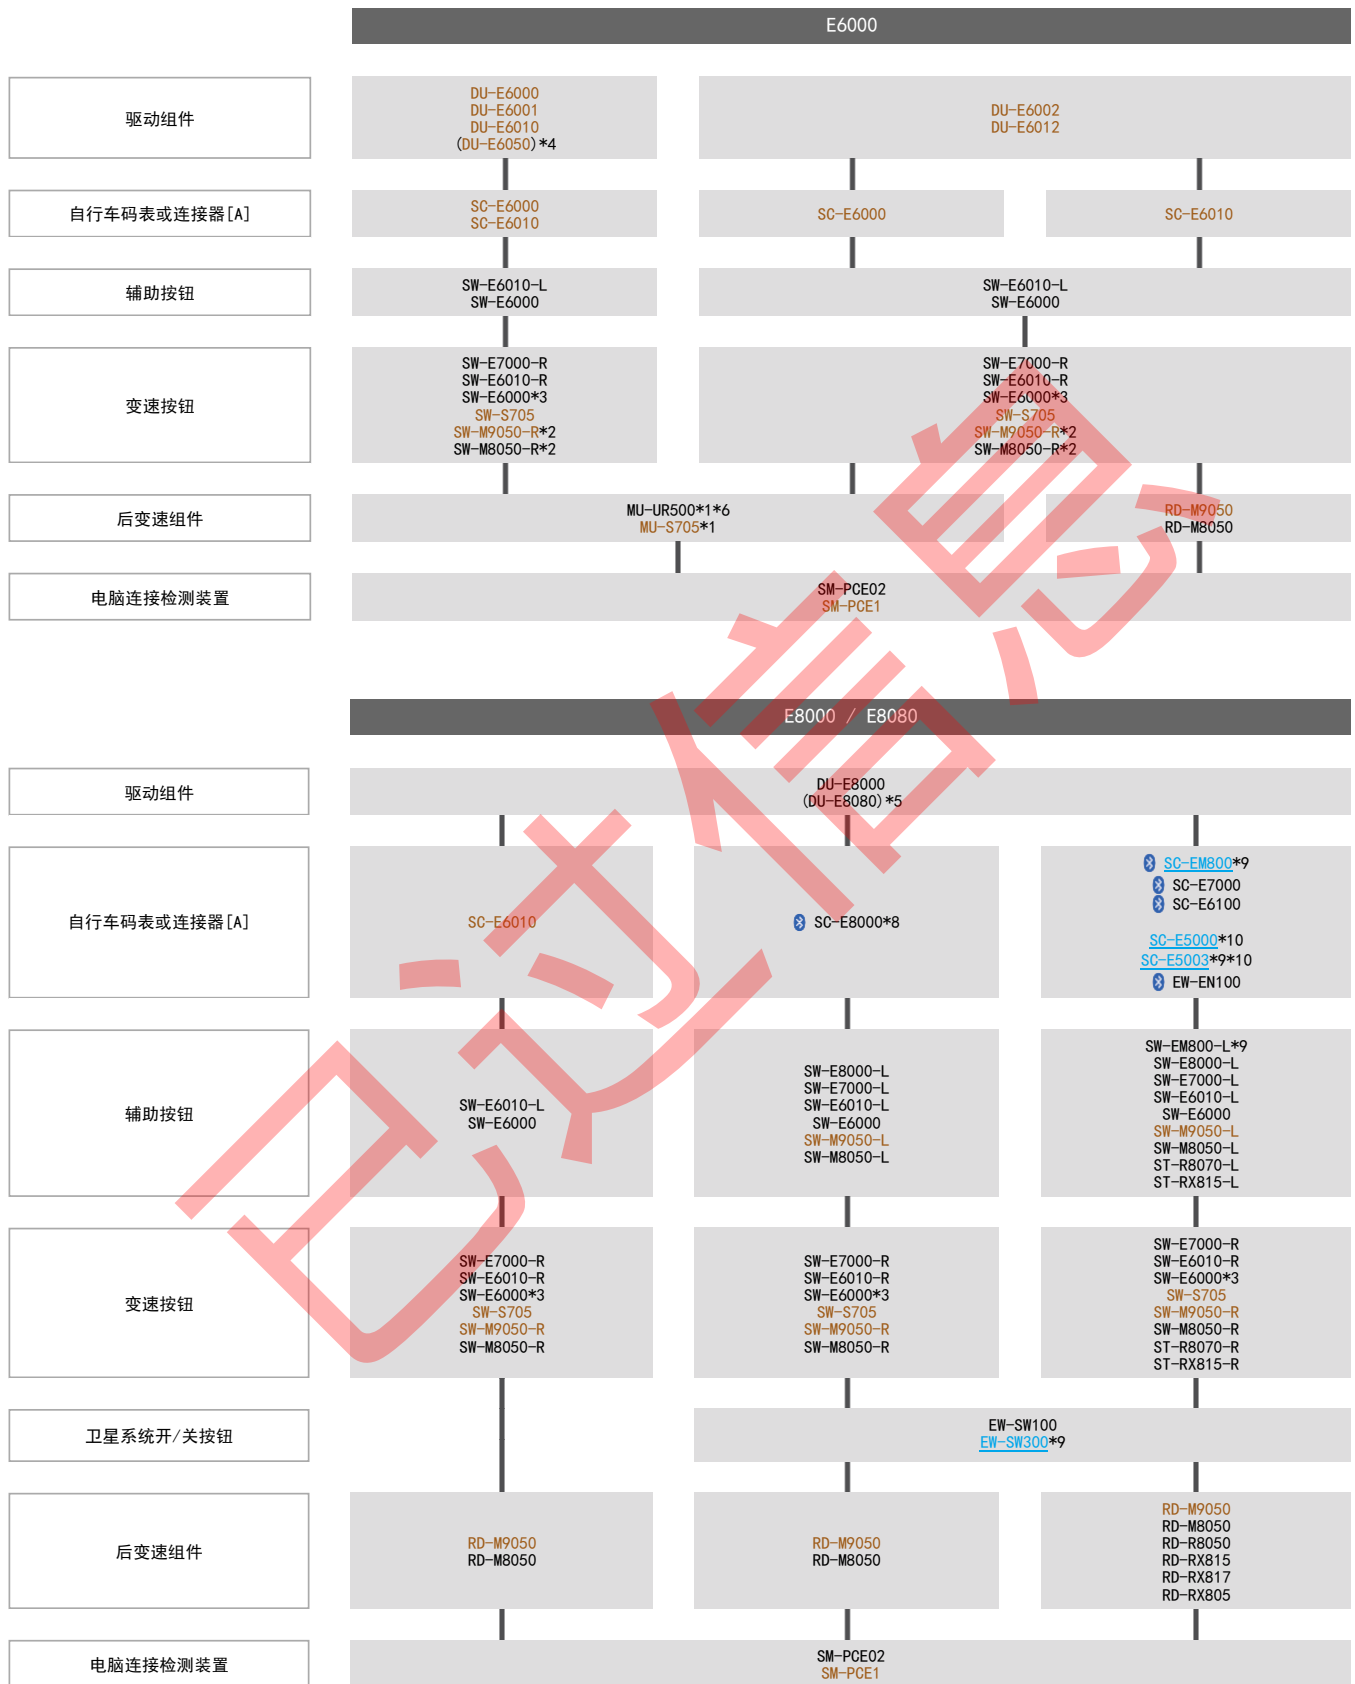 E6000
驱动组件
DU-E6000
DU-E6001
DU-E6010
(DU-E6050)*4
DU-E6002
DU-E6012
自行车码表或连接器[A]
SC-E6000
SC-E6010
SC-E6000
SC-E6010
辅助按钮
SW-E6010-L
SW-E6000
SW-E6010-L
SW-E6000
变速按钮
SW-E7000-R
SW-E6010-R
SW-E6000*3
SW-S705
SW-M9050-R*2
SW-M8050-R*2
SW-E7000-R
SW-E6010-R
SW-E6000*3
SW-S705
SW-M9050-R*2
SW-M8050-R*2
后变速组件
MU-UR500*1*6
MU-S705*1
RD-M9050
RD-M8050
电脑连接检测装置
SM-PCE02
SM-PCE1
E8000 / E8080
驱动组件
DU-E8000
(DU-E8080)*5
自行车码表或连接器[A]
SC-E6010
SC-E8000*8
SC-EM800*9
SC-E7000
SC-E6100
SC-E5000*10
SC-E5003*9*10
EW-EN100
辅助按钮
SW-E6010-L
SW-E6000
SW-E8000-L
SW-E7000-L
SW-E6010-L
SW-E6000
SW-M9050-L
SW-M8050-L
SW-EM800-L*9
SW-E8000-L
SW-E7000-L
SW-E6010-L
SW-E6000
SW-M9050-L
SW-M8050-L
ST-R8070-L
ST-RX815-L
变速按钮
SW-E7000-R
SW-E6010-R
SW-E6000*3
SW-S705
SW-M9050-R
SW-M8050-R
SW-E7000-R
SW-E6010-R
SW-E6000*3
SW-S705
SW-M9050-R
SW-M8050-R
SW-E7000-R
SW-E6010-R
SW-E6000*3
SW-S705
SW-M9050-R
SW-M8050-R
ST-R8070-R
ST-RX815-R
卫星系统开/关按钮
EW-SW100
EW-SW300*9
后变速组件
RD-M9050
RD-M8050
RD-M9050
RD-M8050
RD-M9050
RD-M8050
RD-R8050
RD-RX815
RD-RX817
RD-RX805
电脑连接检测装置
SM-PCE02
SM-PCE1
已过信息